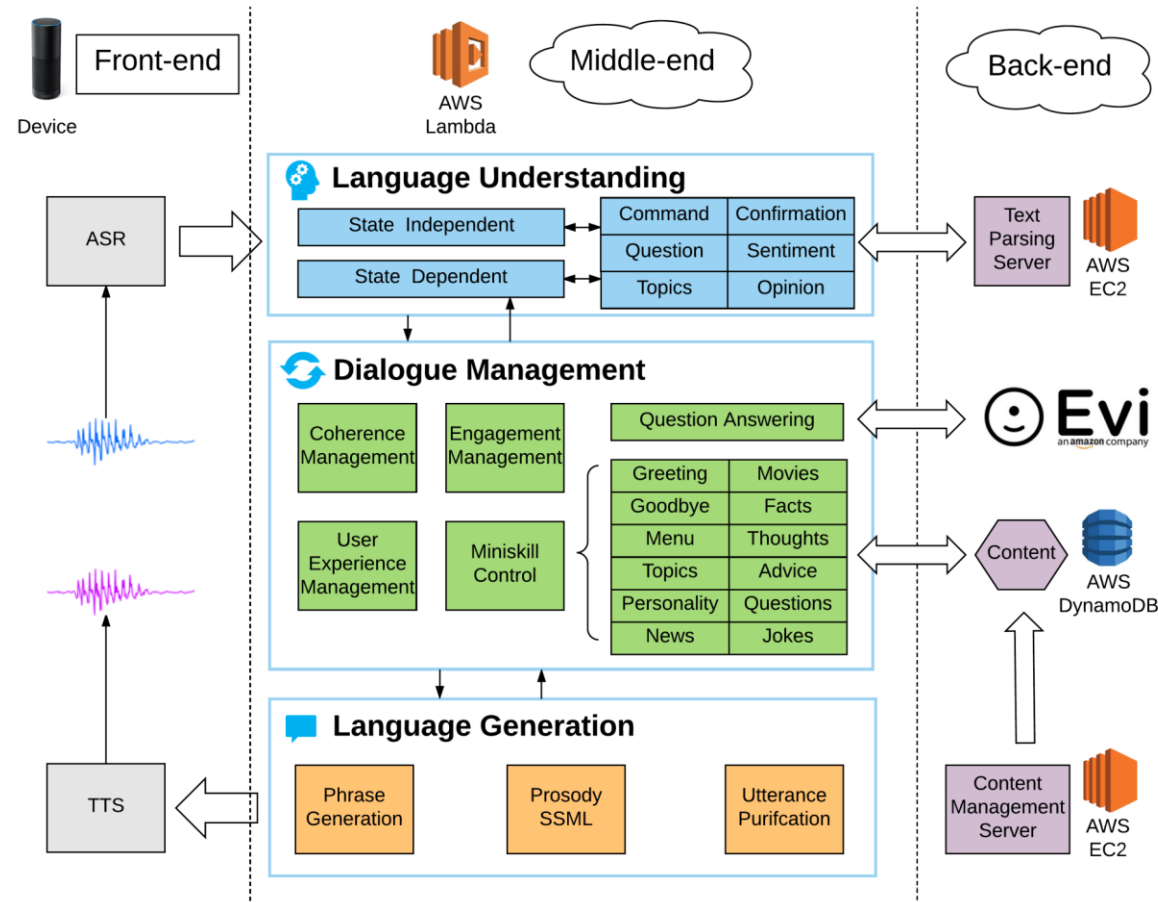 Front-end
Device
AWS
Lambda
Middle-end
Back-end
ASR
Language Understanding
State Independent
State Dependent
Command
Confirmation
Question
Sentiment
Topics
Opinion
Text
Parsing
Server
AWS
EC2
Dialogue Management
Coherence
Management
Engagement
Management
User
Experience
Management
Miniskill
Control
Question Answering
Greeting
Movies
Goodbye
Facts
Menu
Thoughts
Topics
Advice
Personality
Questions
News
Jokes
Evi
an amazon company
Content
AWS
DynamoDB
TTS
Language Generation
Phrase
Generation
Prosody
SSML
Utterance
Purifcation
Content
Management
Server
AWS
EC2